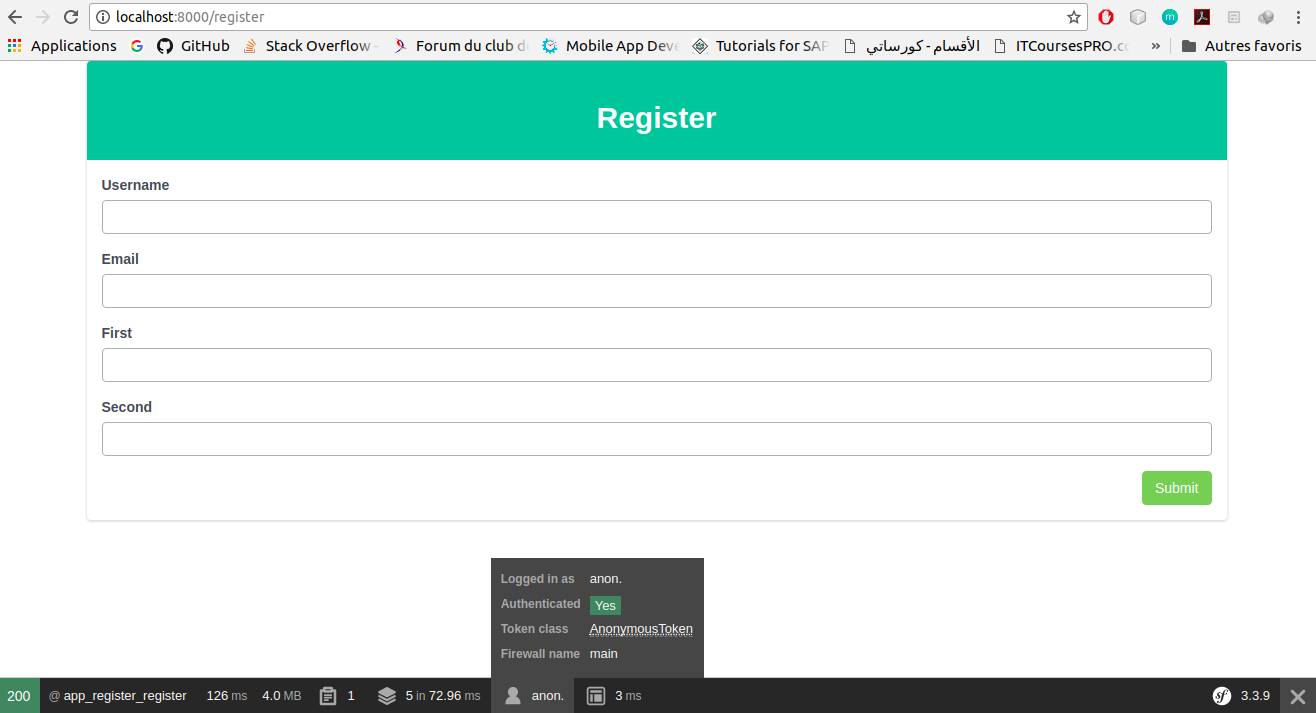 localhost:8000/register
Applications GitHub Stack Overflow - Forum du club d Mobile App Deve Tutorials for SAP الأقسام - كورساتي ITCoursesPRO.co » Autres favoris
Register
Username
Email
First
Second
Submit
Logged in as anon.
Authenticated Yes
Token class AnonymousToken
Firewall name main
200 @ app_register_register 126 ms 4.0 MB 1 5 in 72.96 ms anon. 3 ms sf 3.3.9